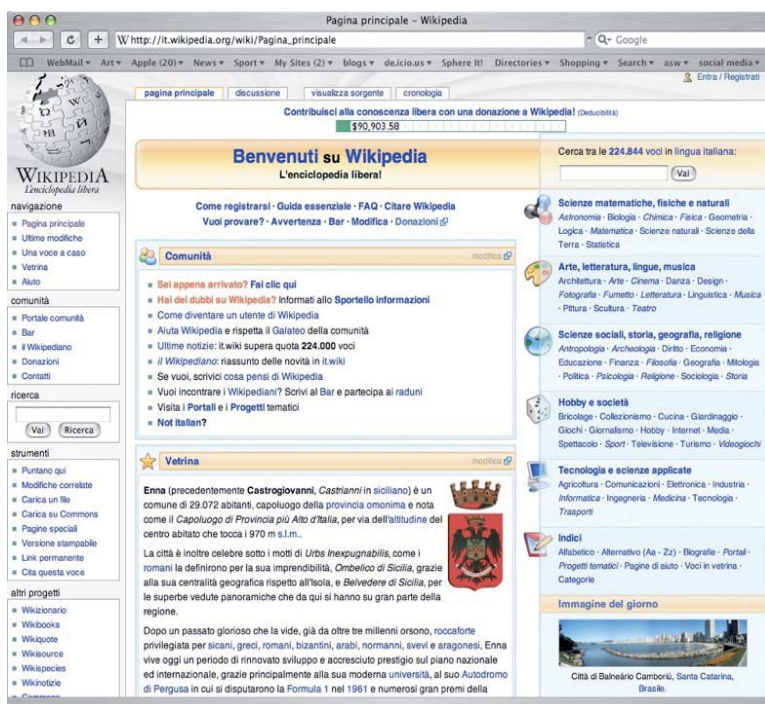 Pagina principale – Wikipedia
http://it.wikipedia.org/wiki/Pagina_principale
Google
WebMail Art Apple (20) News Sport My Sites (2) blogs de.icio.us Sphere It! Directories Shopping Search asw social media
Entra / Registrati
pagina principale discussione visualizza sorgente cronologia
Contribuisci alla conoscenza libera con una donazione a Wikipedia! (Deducibilità)
$90,903.58
WIKIPEDIA
L'enciclopedia libera
navigazione
Pagina principale
Ultime modifiche
Una voce a caso
Vetrina
Aiuto
comunità
Portale comunità
Bar
il Wikipediano
Donazioni
Contatti
ricerca
Vai Ricerca
strumenti
Puntano qui
Modifiche correlate
Carica un file
Carica su Commons
Pagine speciali
Versione stampabile
Link permanente
Cita questa voce
altri progetti
Wikizionario
Wikibooks
Wikiquote
Wikisource
Wikispecies
Wikinotizie
Commons
Benvenuti su Wikipedia
L'enciclopedia libera!
Come registrarsi · Guida essenziale · FAQ · Citare Wikipedia
Vuoi provare? · Avvertenza · Bar · Modifica · Donazioni
Comunità modifica
Sei appena arrivato? Fai clic qui
Hai dei dubbi su Wikipedia? Informati allo Sportello informazioni
Come diventare un utente di Wikipedia
Aiuta Wikipedia e rispetta il Galateo della comunità
Ultime notizie: it.wiki supera quota 224.000 voci
il Wikipediano: riassunto delle novità in it.wiki
Se vuoi, scrivici cosa pensi di Wikipedia
Vuoi incontrare i Wikipediani? Scrivi al Bar e partecipa ai raduni
Visita i Portali e i Progetti tematici
Not italian?
Vetrina modifica
Enna (precedentemente Castrogiovanni, Castrianni in siciliano) è un
comune di 29.072 abitanti, capoluogo della provincia omonima e nota
come il Capoluogo di Provincia più Alto d'Italia, per via dell'altitudine del
centro abitato che tocca i 970 m s.l.m..
La città è inoltre celebre sotto i motti di Urbs Inexpugnabilis, come i
romani la definirono per la sua imprendibilità, Ombelico di Sicilia, grazie
alla sua centralità geografica rispetto all'Isola, e Belvedere di Sicilia, per
le superbe vedute panoramiche che da qui si hanno su gran parte della
regione.
Dopo un passato glorioso che la vide, già da oltre tre millenni orsono, roccaforte
privilegiata per sicani, greci, romani, bizantini, arabi, normanni, svevi e aragonesi, Enna
vive oggi un periodo di rinnovato sviluppo e accresciuto prestigio sul piano nazionale
ed internazionale, grazie principalmente alla sua moderna università, al suo Autodromo
di Pergusa in cui si disputarono la Formula 1 nel 1961 e numerosi gran premi della
Cerca tra le 224.844 voci in lingua italiana:
Vai
Scienze matematiche, fisiche e naturali
Astronomia · Biologia · Chimica · Fisica · Geometria ·
Logica · Matematica · Scienze naturali · Scienze della
Terra · Statistica
Arte, letteratura, lingue, musica
Architettura · Arte · Cinema · Danza · Design ·
Fotografia · Fumetto · Letteratura · Linguistica · Musica
· Pittura · Scultura · Teatro
Scienze sociali, storia, geografia, religione
Antropologia · Archeologia · Diritto · Economia ·
Educazione · Finanza · Filosofia · Geografia · Mitologia
· Politica · Psicologia · Religione · Sociologia · Storia
Hobby e società
Bricolage · Collezionismo · Cucina · Giardinaggio ·
Giochi · Giornalismo · Hobby · Internet · Media ·
Spettacolo · Sport · Televisione · Turismo · Videogiochi
Tecnologia e scienze applicate
Agricoltura · Comunicazioni · Elettronica · Industria ·
Informatica · Ingegneria · Medicina · Tecnologia ·
Trasporti
Indici
Alfabetico · Alternativo (Aa - Zz) · Biografie · Portali ·
Progetti tematici · Pagine di aiuto · Voci in vetrina ·
Categorie
Immagine del giorno
Città di Balneário Camboriú, Santa Catarina,
Brasile.